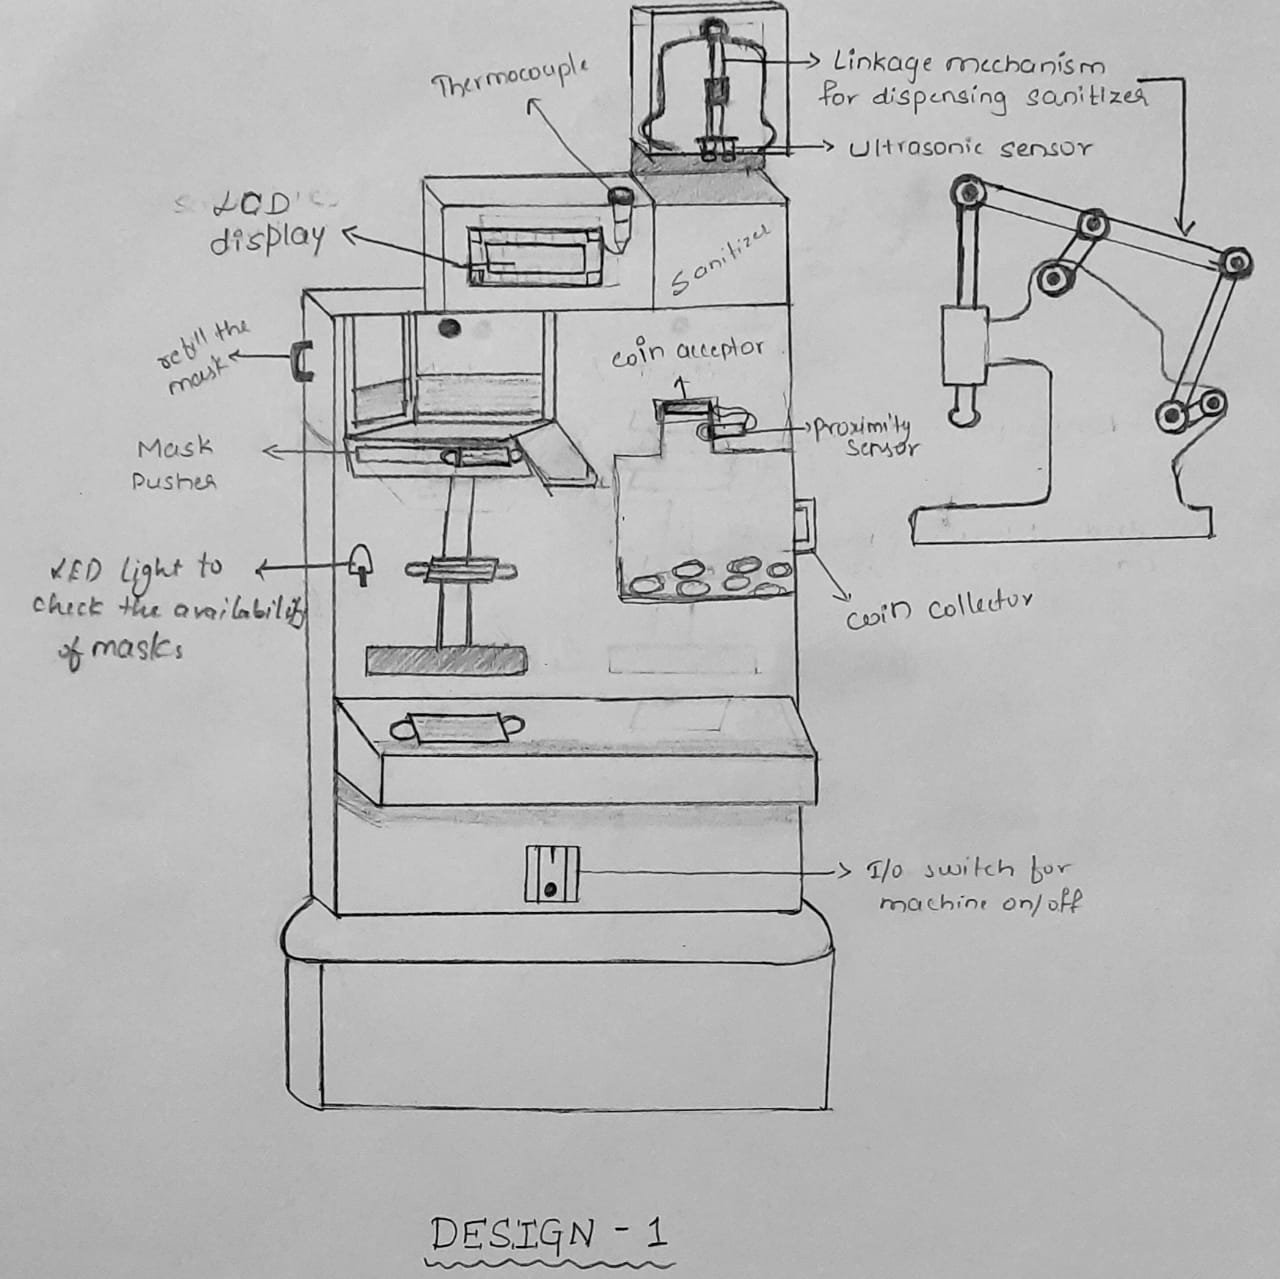 Thermocouple
Linkage mechanism
for dispensing sanitizer
Ultrasonic sensor
LCD
display
Sanitizer
refill the
mask
coin acceptor
Proximity
sensor
Mask
Pusher
LED Light to
check the availability
of masks
coin collector
I/O switch for
machine on/off
DESIGN - 1